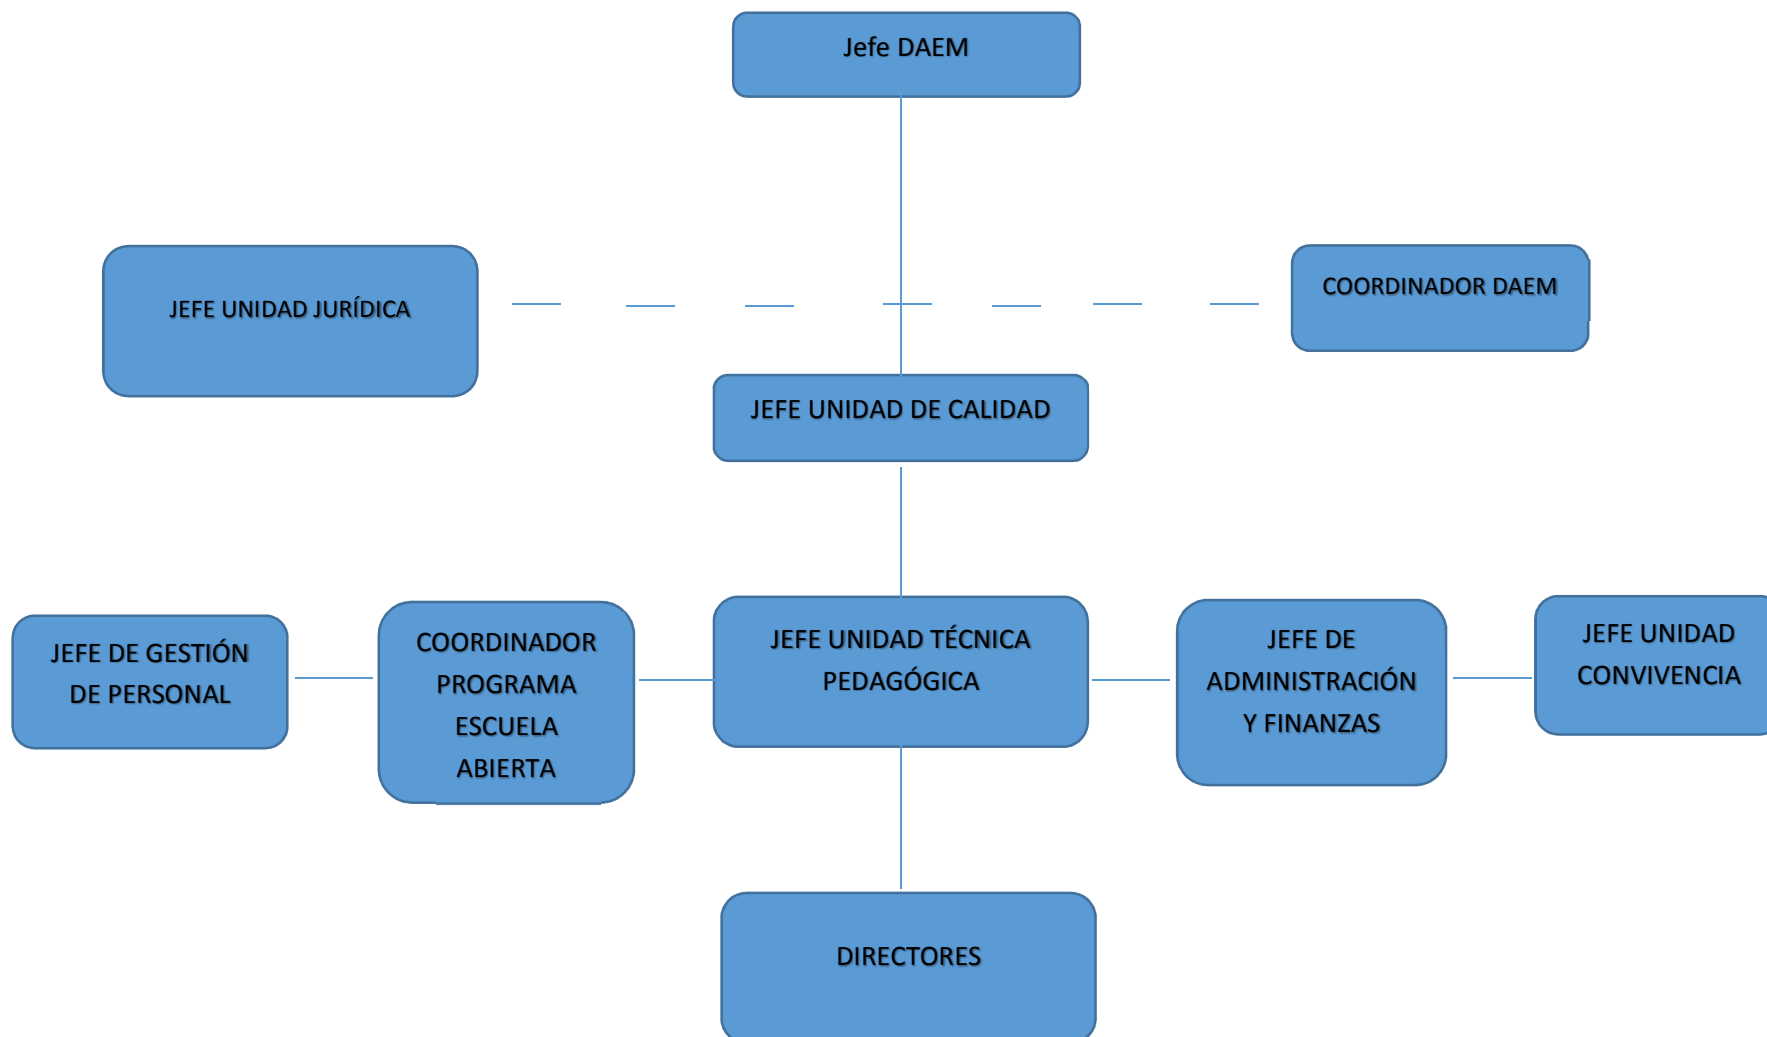 Jefe DAEM
JEFE UNIDAD JURÍDICA
COORDINADOR DAEM
JEFE UNIDAD DE CALIDAD
JEFE DE GESTIÓN
DE PERSONAL
COORDINADOR
PROGRAMA
ESCUELA
ABIERTA
JEFE UNIDAD TÉCNICA
PEDAGÓGICA
JEFE DE
ADMINISTRACIÓN
Y FINANZAS
JEFE UNIDAD
CONVIVENCIA
DIRECTORES